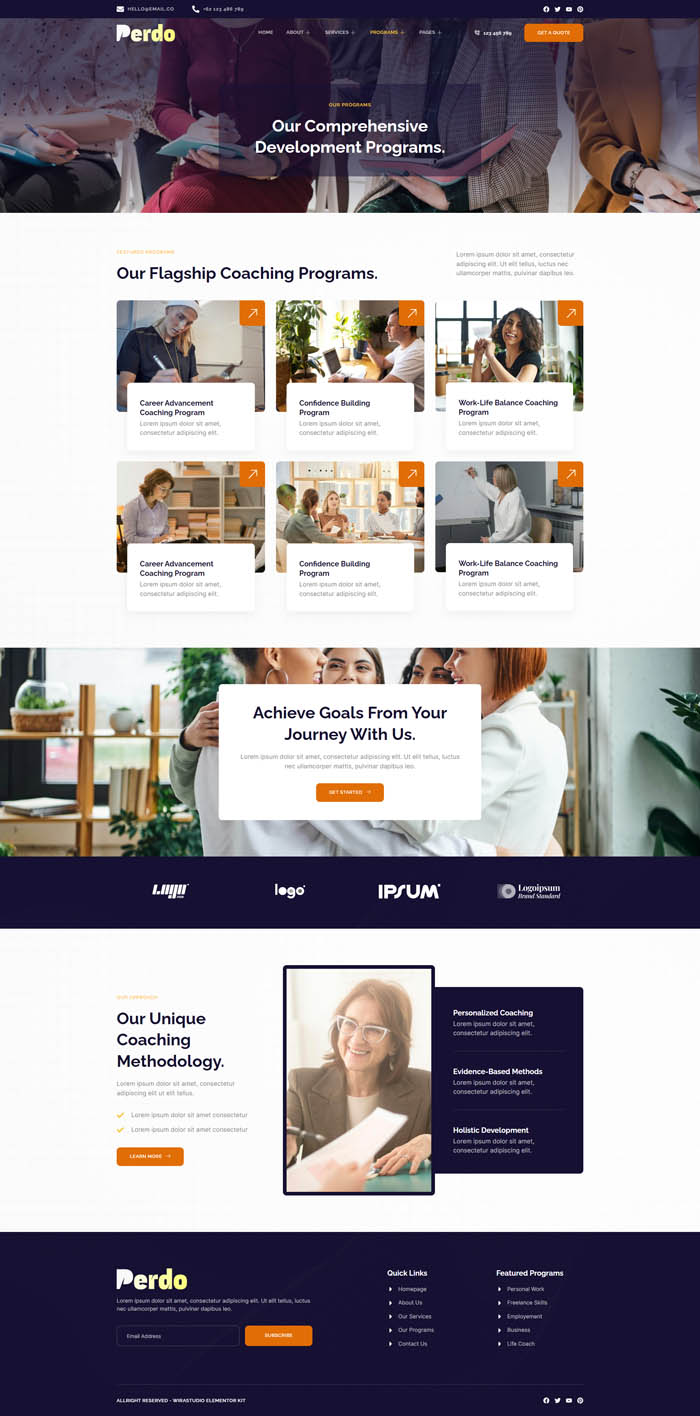 HELLO@EMAIL.CO
+62 123 486 789
Perdo
HOME
ABOUT +
SERVICES +
PROGRAMS +
PAGES +
123 456 789
GET A QUOTE
OUR PROGRAMS
Our Comprehensive
Development Programs.
FEATURED PROGRAMS
Our Flagship Coaching Programs.
Lorem ipsum dolor sit amet, consectetur
adipiscing elit. Ut elit tellus, luctus nec
ullamcorper mattis, pulvinar dapibus leo.
Career Advancement
Coaching Program
Lorem ipsum dolor sit amet,
consectetur adipiscing elit.
Confidence Building
Program
Lorem ipsum dolor sit amet,
consectetur adipiscing elit.
Work-Life Balance Coaching
Program
Lorem ipsum dolor sit amet,
consectetur adipiscing elit.
Career Advancement
Coaching Program
Lorem ipsum dolor sit amet,
consectetur adipiscing elit.
Confidence Building
Program
Lorem ipsum dolor sit amet,
consectetur adipiscing elit.
Work-Life Balance Coaching
Program
Lorem ipsum dolor sit amet,
consectetur adipiscing elit.
Achieve Goals From Your
Journey With Us.
Lorem ipsum dolor sit amet, consectetur adipiscing elit. Ut elit tellus, luctus
nec ullamcorper mattis, pulvinar dapibus leo.
GET STARTED
logo
IPSUM
Logoipsum
Brand Standard
OUR APPROACH
Our Unique
Coaching
Methodology.
Lorem ipsum dolor sit amet, consectetur
adipiscing elit ut elit tellus.
Lorem ipsum dolor sit amet consectetur
Lorem ipsum dolor sit amet consectetur
LEARN MORE
Personalized Coaching
Lorem ipsum dolor sit amet,
consectetur adipiscing elit.
Evidence-Based Methods
Lorem ipsum dolor sit amet,
consectetur adipiscing elit.
Holistic Development
Lorem ipsum dolor sit amet,
consectetur adipiscing elit.
Perdo
Lorem ipsum dolor sit amet, consectetur adipiscing elit. Ut elit tellus, luctus
nec ullamcorper mattis, pulvinar dapibus leo.
Email Address
SUBSCRIBE
Quick Links
Homepage
About Us
Our Services
Our Programs
Contact Us
Featured Programs
Personal Work
Freelance Skills
Employement
Business
Life Coach
ALLRIGHT RESERVED - WIRASTUDIO ELEMENTOR KIT